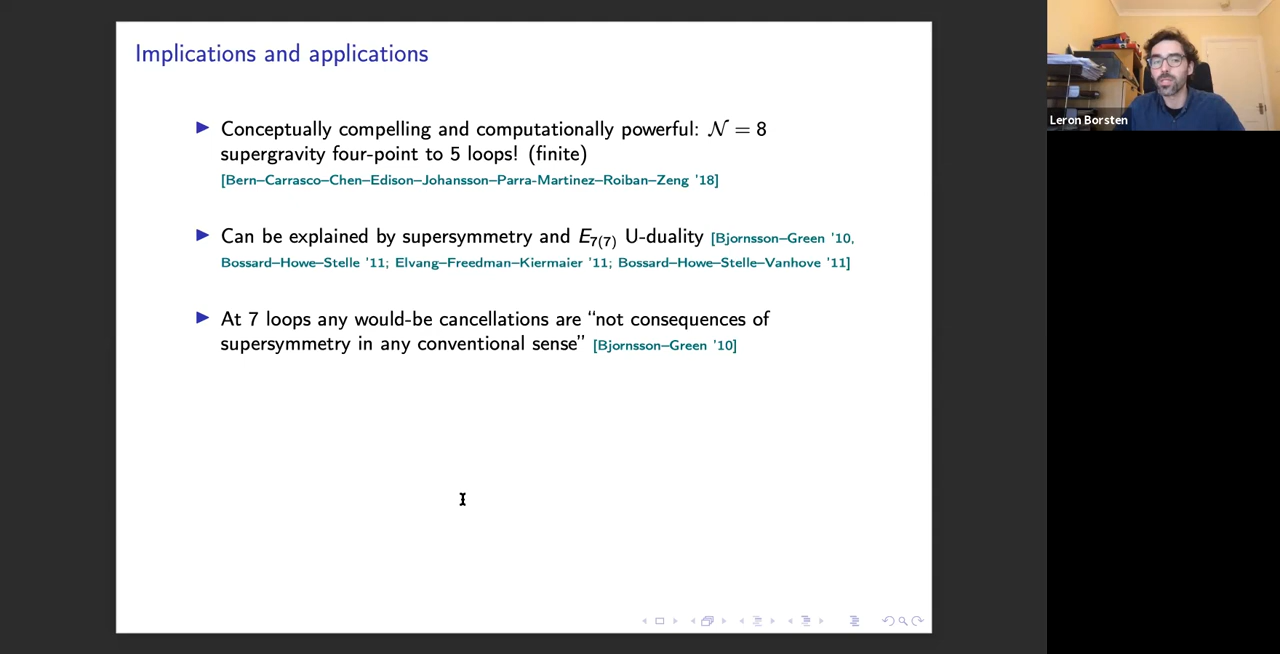 Implications and applications
▶ Conceptually compelling and computationally powerful: 𝒩 = 8
supergravity four-point to 5 loops! (finite)
[Bern–Carrasco–Chen–Edison–Johansson–Parra-Martinez–Roiban–Zeng '18]
▶ Can be explained by supersymmetry and E7(7) U-duality [Bjornsson–Green '10,
Bossard–Howe–Stelle '11; Elvang–Freedman–Kiermaier '11; Bossard–Howe–Stelle–Vanhove '11]
▶ At 7 loops any would-be cancellations are “not consequences of
supersymmetry in any conventional sense” [Bjornsson–Green '10]
Leron Borsten